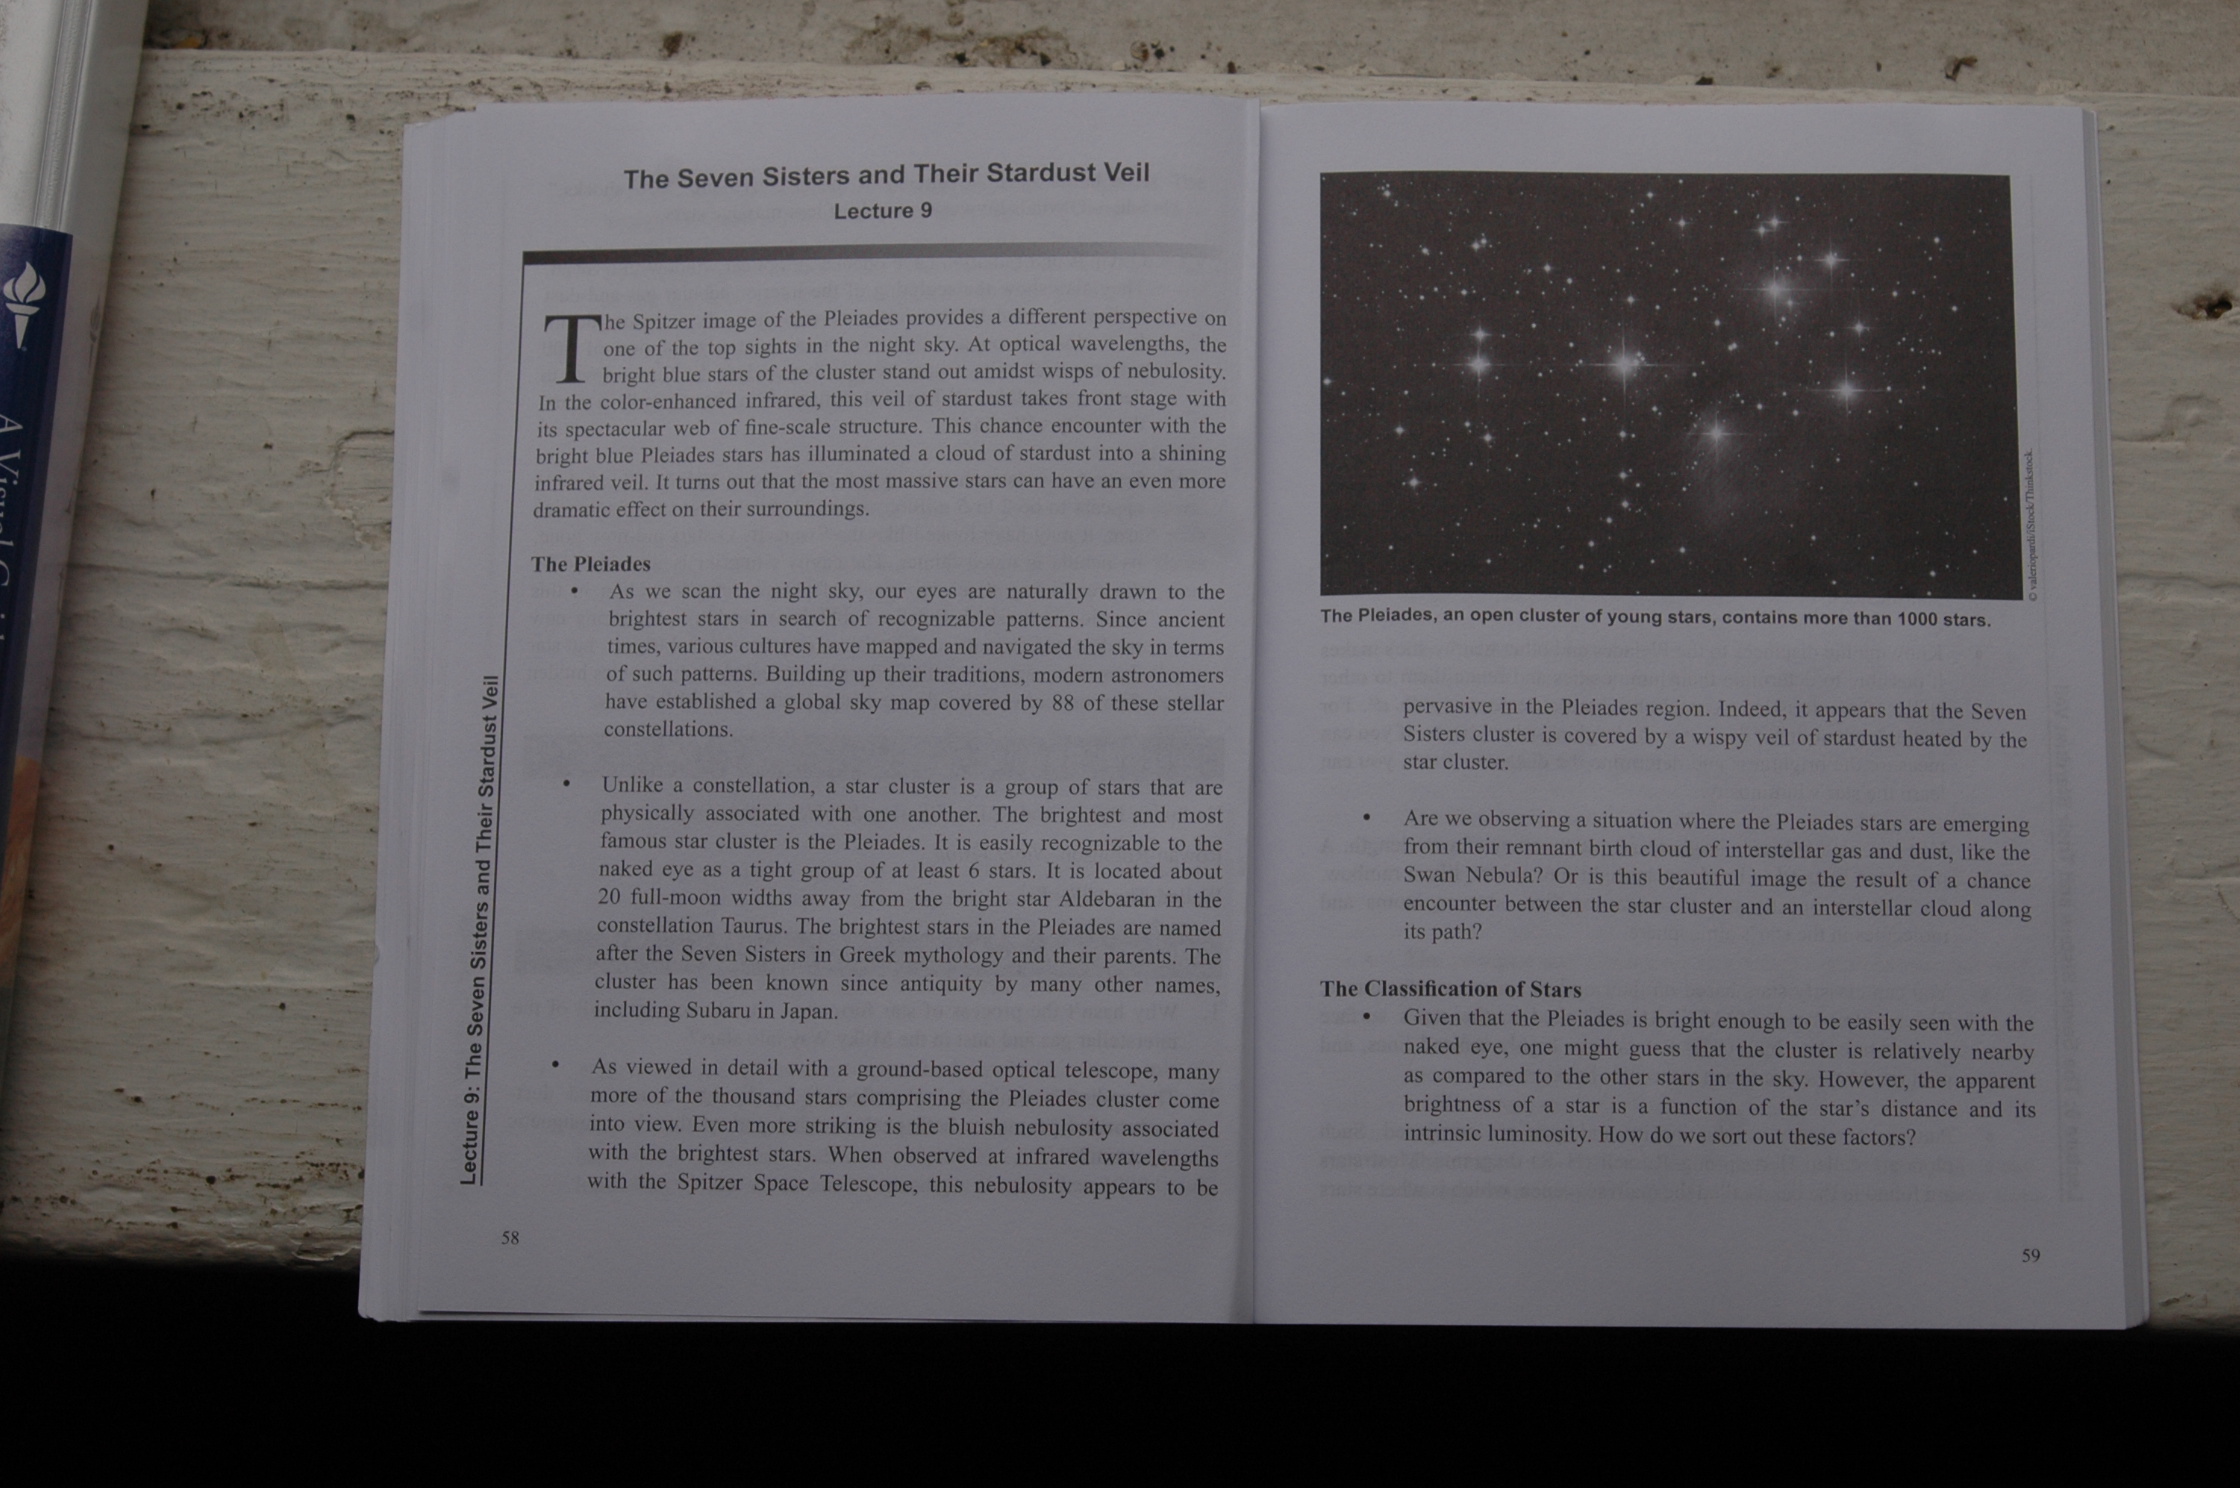 A Visual
The Seven Sisters and Their Stardust Veil
Lecture 9
The Spitzer image of the Pleiades provides a different perspective on
one of the top sights in the night sky. At optical wavelengths, the
bright blue stars of the cluster stand out amidst wisps of nebulosity.
In the color-enhanced infrared, this veil of stardust takes front stage with
its spectacular web of fine-scale structure. This chance encounter with the
bright blue Pleiades stars has illuminated a cloud of stardust into a shining
infrared veil. It turns out that the most massive stars can have an even more
dramatic effect on their surroundings.
The Pleiades
• As we scan the night sky, our eyes are naturally drawn to the
brightest stars in search of recognizable patterns. Since ancient
times, various cultures have mapped and navigated the sky in terms
of such patterns. Building up their traditions, modern astronomers
have established a global sky map covered by 88 of these stellar
constellations.
• Unlike a constellation, a star cluster is a group of stars that are
physically associated with one another. The brightest and most
famous star cluster is the Pleiades. It is easily recognizable to the
naked eye as a tight group of at least 6 stars. It is located about
20 full-moon widths away from the bright star Aldebaran in the
constellation Taurus. The brightest stars in the Pleiades are named
after the Seven Sisters in Greek mythology and their parents. The
cluster has been known since antiquity by many other names,
including Subaru in Japan.
• As viewed in detail with a ground-based optical telescope, many
more of the thousand stars comprising the Pleiades cluster come
into view. Even more striking is the bluish nebulosity associated
with the brightest stars. When observed at infrared wavelengths
with the Spitzer Space Telescope, this nebulosity appears to be
Lecture 9: The Seven Sisters and Their Stardust Veil
58
© valeriopardi/iStock/Thinkstock.
The Pleiades, an open cluster of young stars, contains more than 1000 stars.
pervasive in the Pleiades region. Indeed, it appears that the Seven
Sisters cluster is covered by a wispy veil of stardust heated by the
star cluster.
• Are we observing a situation where the Pleiades stars are emerging
from their remnant birth cloud of interstellar gas and dust, like the
Swan Nebula? Or is this beautiful image the result of a chance
encounter between the star cluster and an interstellar cloud along
its path?
The Classification of Stars
• Given that the Pleiades is bright enough to be easily seen with the
naked eye, one might guess that the cluster is relatively nearby
as compared to the other stars in the sky. However, the apparent
brightness of a star is a function of the star's distance and its
intrinsic luminosity. How do we sort out these factors?
59